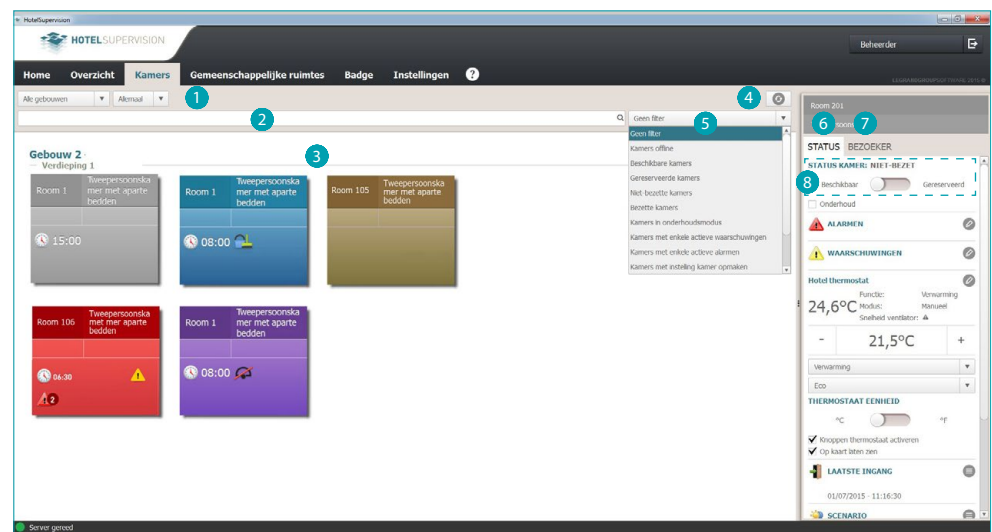 HotelSupervision
HOTELSUPERVISION
Beheerder
Home Overzicht Kamers Gemeenschappelijke ruimtes Badge Instellingen ?
Alle gebouwen Allemaal 1 4
2 Geen filter 5
Geen filter
Kamers offline
Beschikbare kamers
Gereserveerde kamers
Niet-bezette kamers
Bezette kamers
Kamers in onderhoudsmodus
Kamers met enkele actieve waarschuwingen
Kamers met enkele actieve alarmen
Kamers met insteling kamer opmaken
3
Gebouw 2
Verdieping 1
Room 1 Tweepersoonska
mer met aparte
bedden
15:00
Room 1 Tweepersoonska
mer met aparte
bedden
08:00
Room 105 Tweepersoonska
mer met aparte
bedden
Room 106 Tweepersoonska
met mer aparte
bedden
06:30
2
Room 1 Tweepersoonska
mer met aparte
bedden
08:00
Room 201
6 7
STATUS BEZOEKER
STATUS KAMER: NIET-BEZET
8 Beschikbaar Gereserveerd
Onderhoud
ALARMEN
WAARSCHUWINGEN
Hotel thermostat
24,6°C
Functie: Verwarming
Modus: Manueel
Snelheid ventilator: A
- 21,5°C +
Verwarming
Eco
THERMOSTAAT EENHEID
°C °F
Knoppen thermostaat activeren
Op kaart laten zien
LAATSTE INGANG
01/07/2015 - 11:16:30
SCENARIO
Server gereed